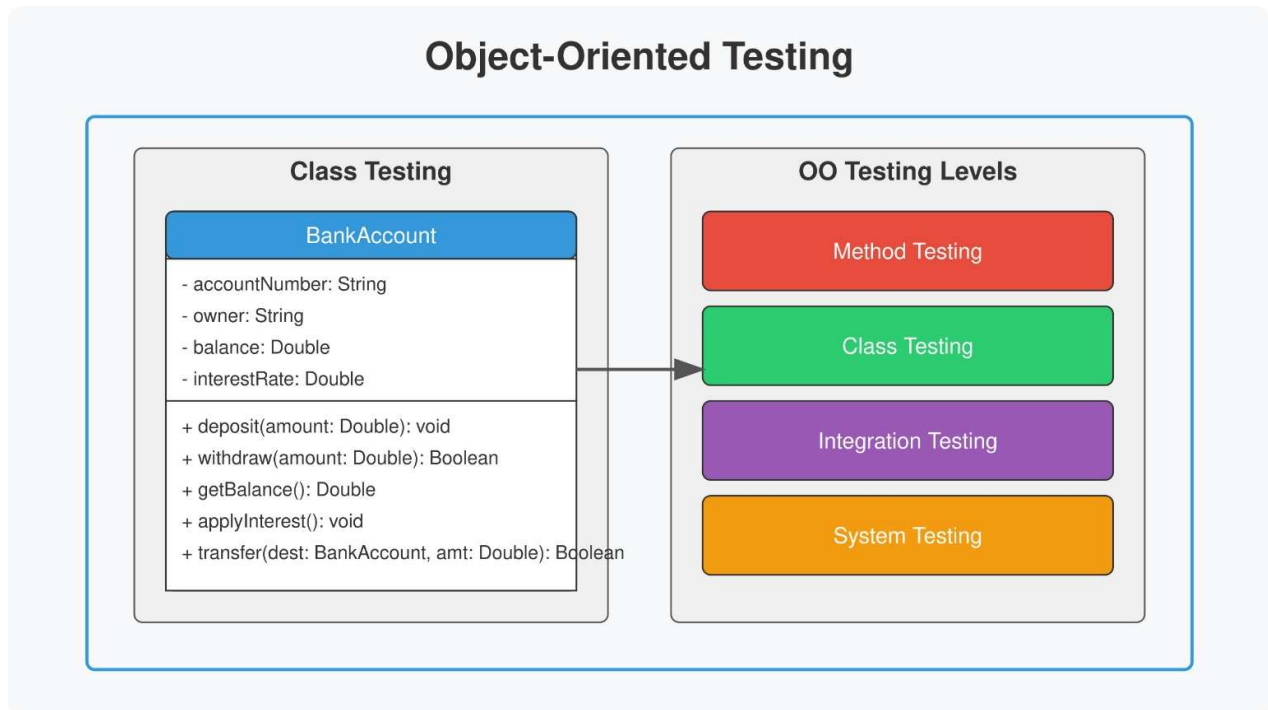 Object-Oriented Testing
Class Testing
BankAccount
- accountNumber: String
- owner: String
- balance: Double
- interestRate: Double
+ deposit(amount: Double): void
+ withdraw(amount: Double): Boolean
+ getBalance(): Double
+ applyInterest(): void
+ transfer(dest: BankAccount, amt: Double): Boolean
OO Testing Levels
Method Testing
Class Testing
Integration Testing
System Testing